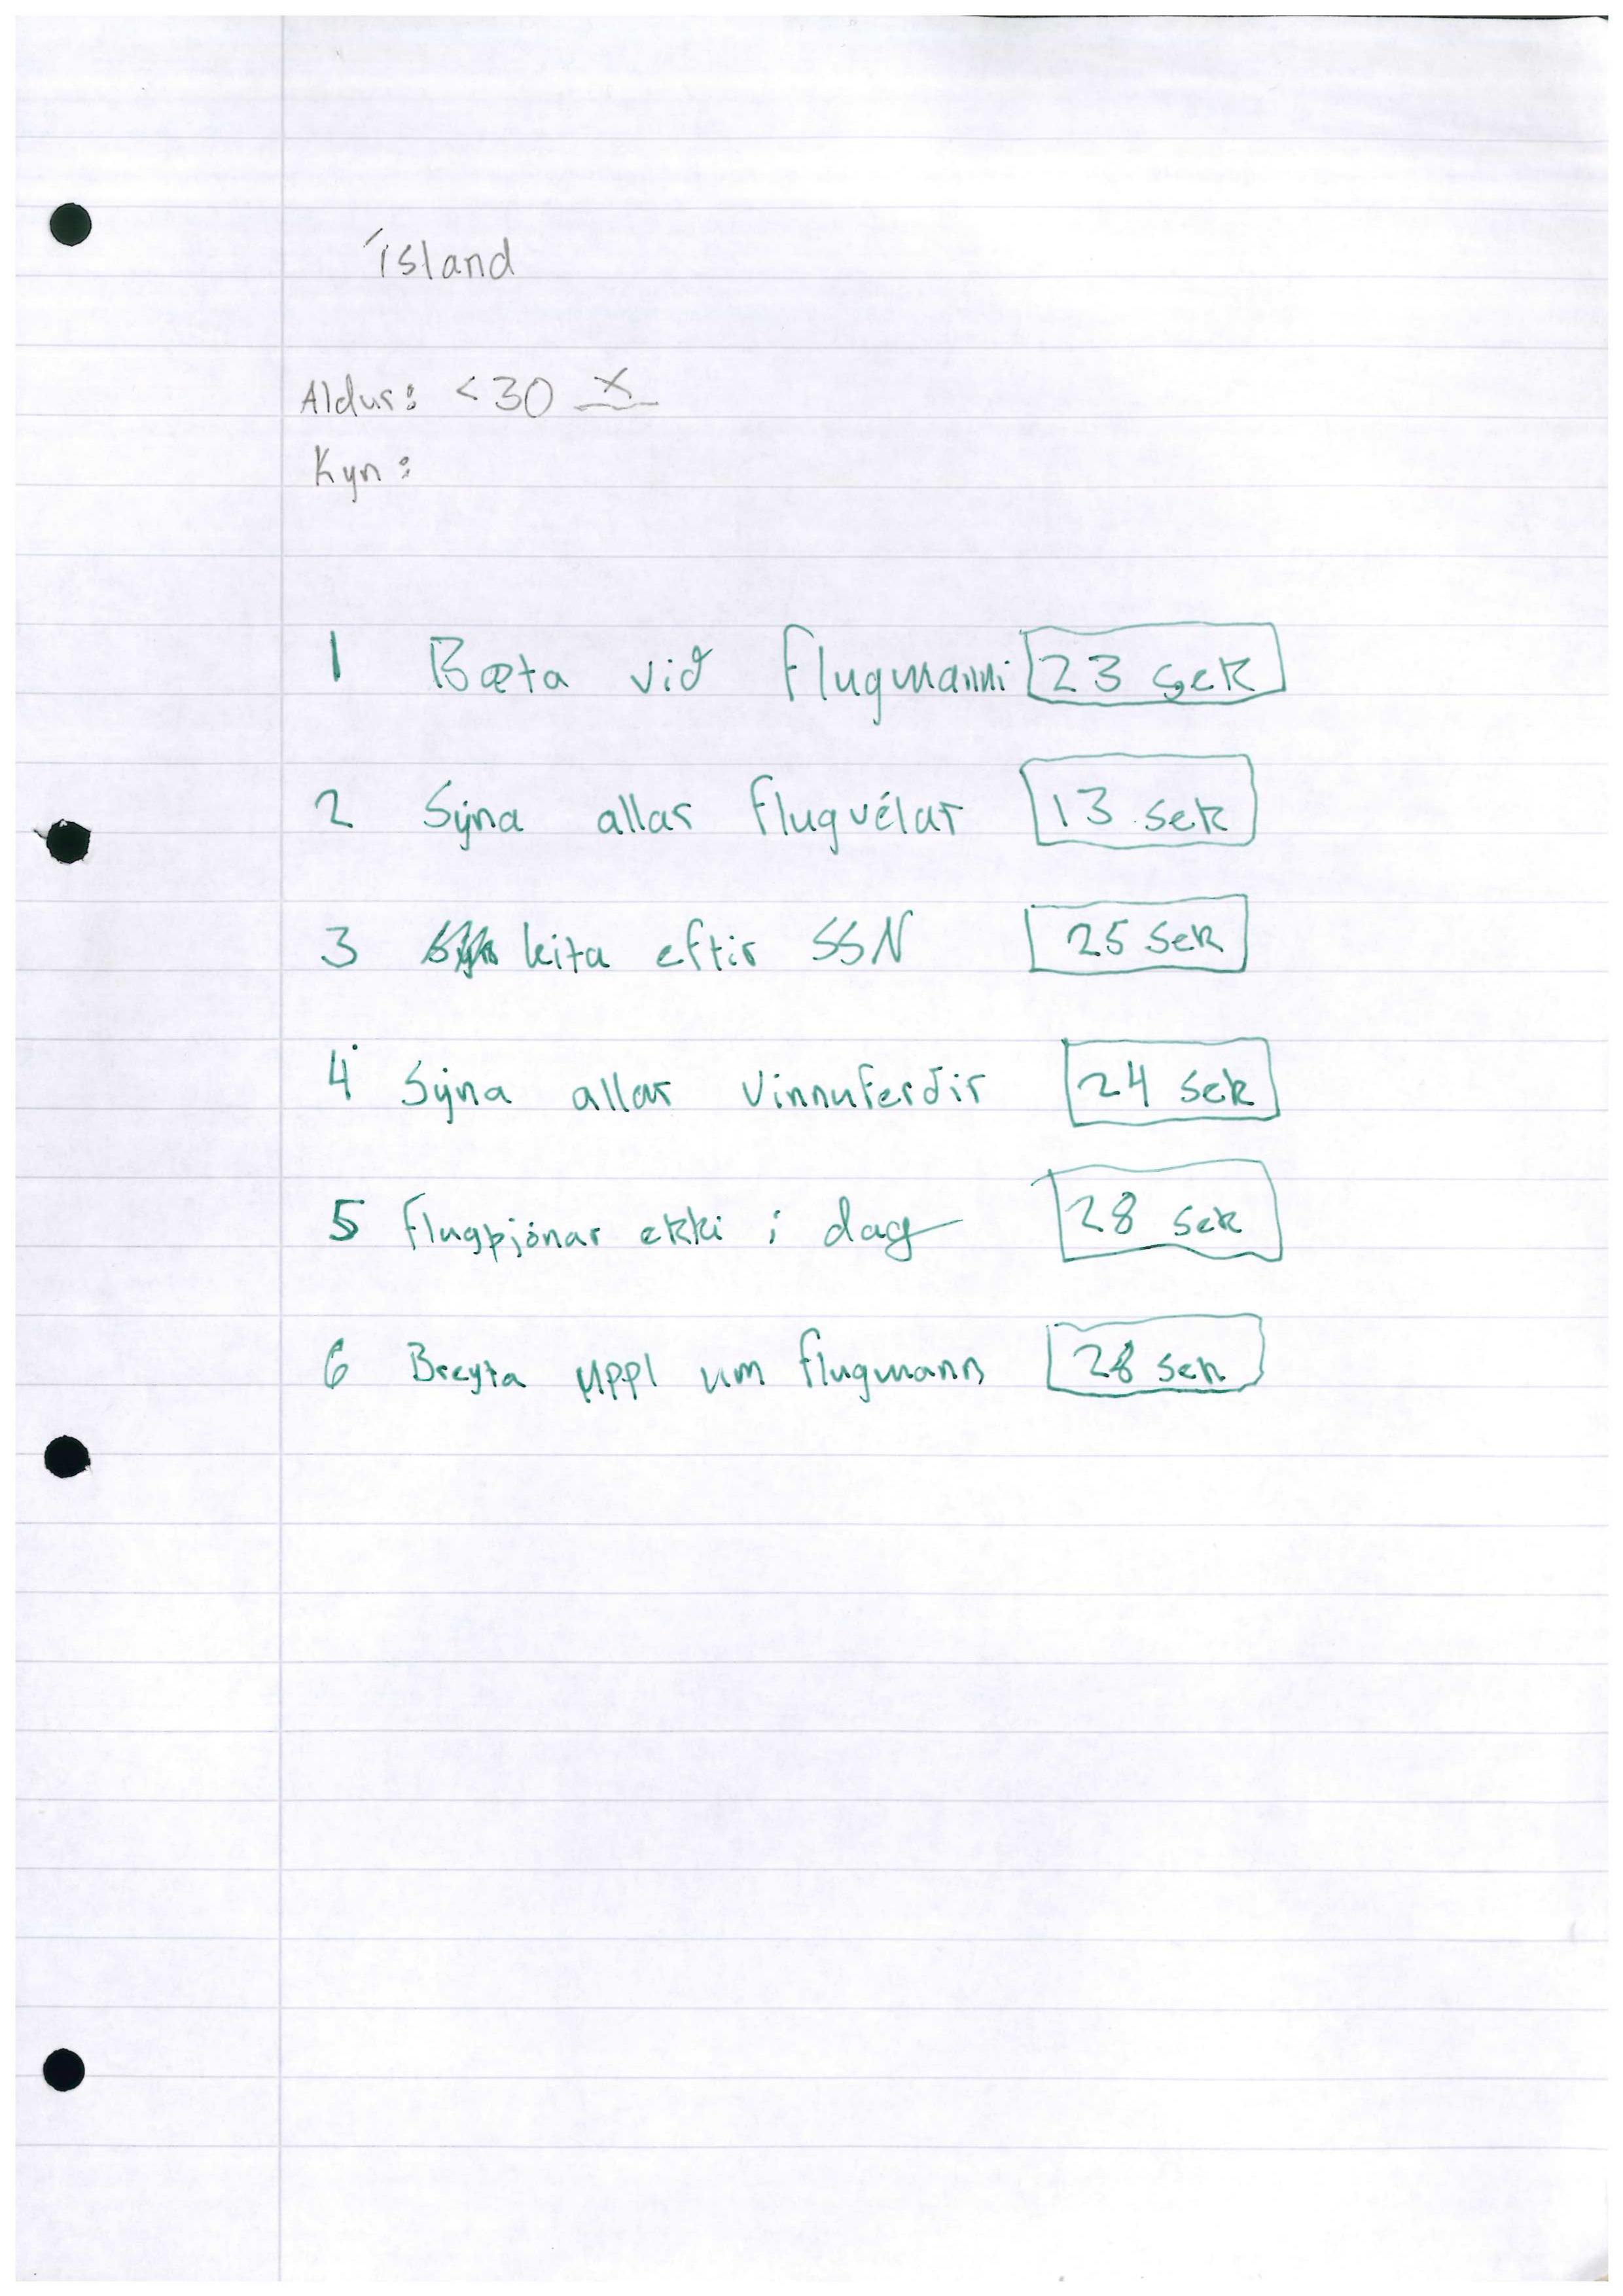 Ísland
Aldur: <30 X
Kyn:
1 Bæta við flugmanni 23 sek
2 Sýna allar flugvélar 13 sek
3 leita eftir SSN 25 sek
4 Sýna allar vinnuferðir 24 sek
5 flugþjónar ekki í dag 28 sek
6 Breyta uppl um flugmann 28 sek